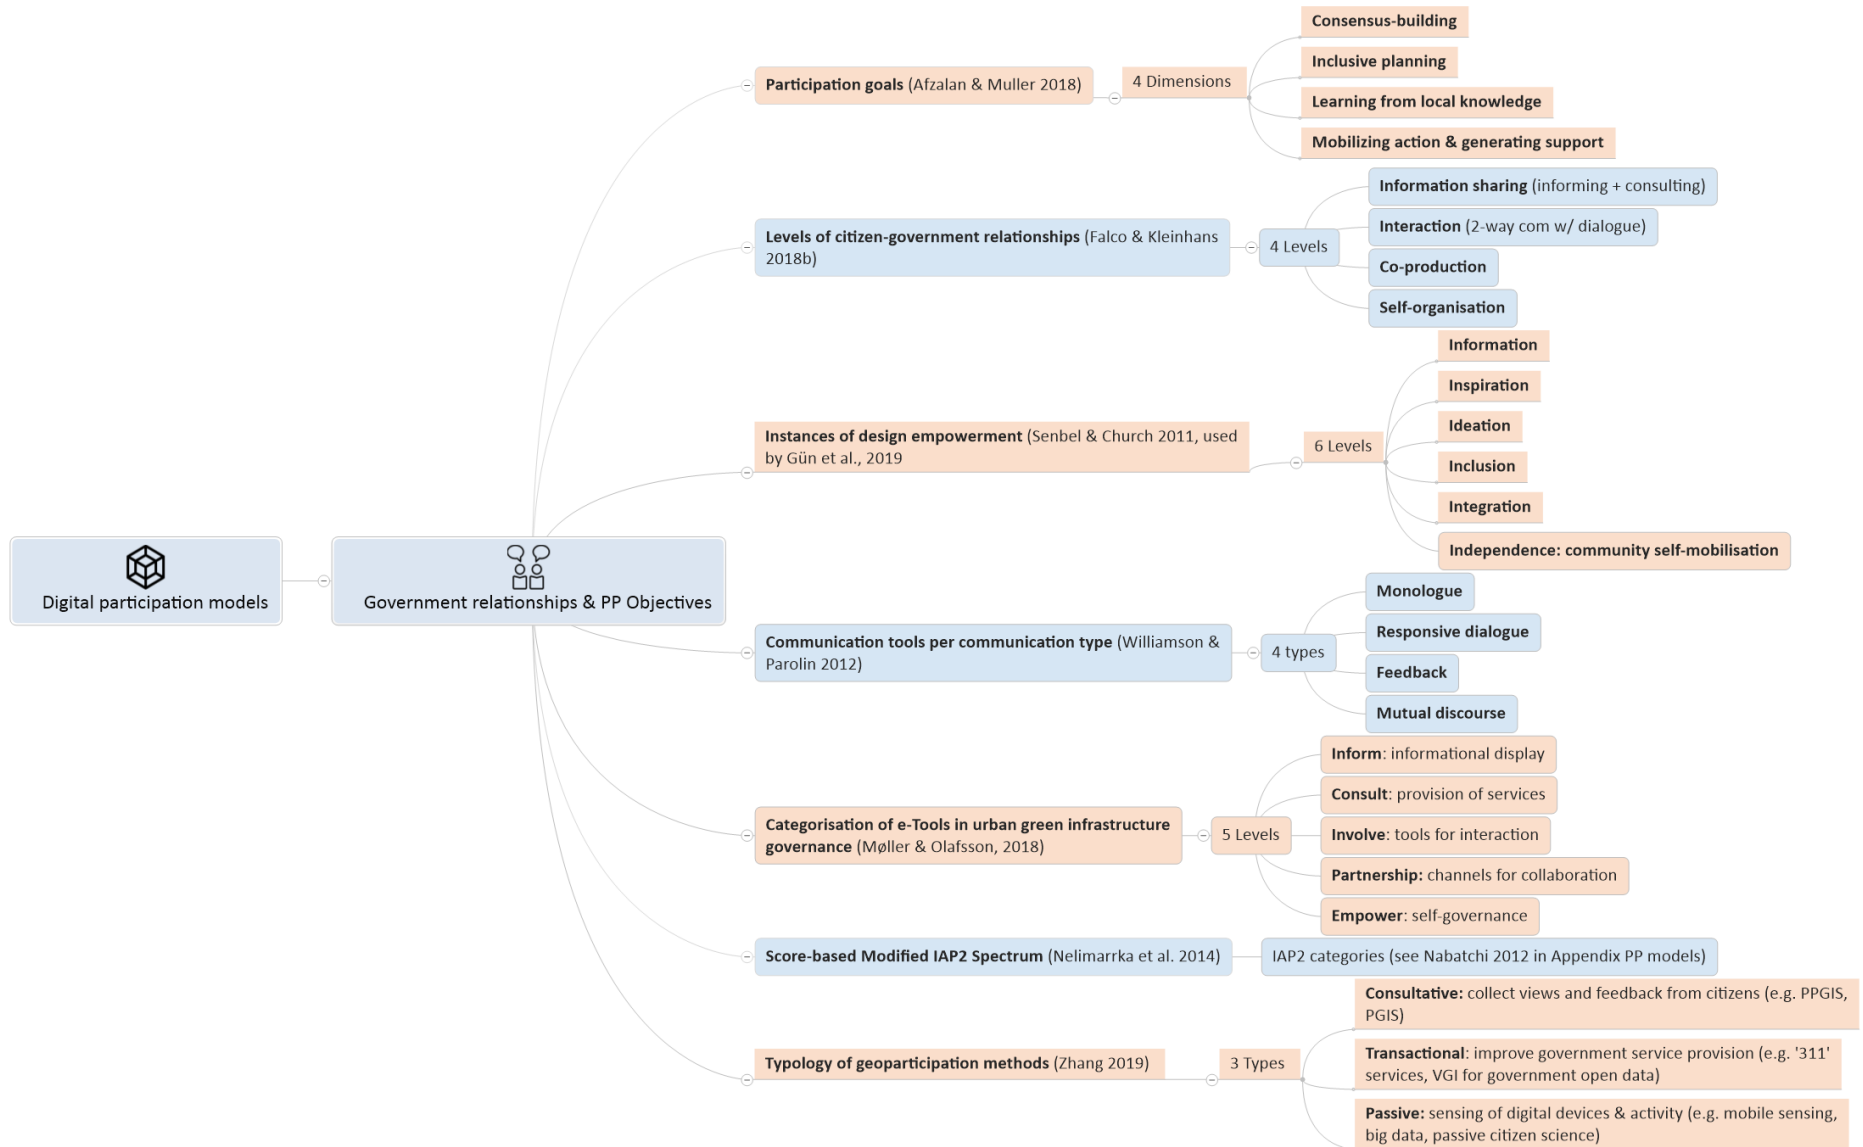 Digital participation models
Government relationships & PP Objectives
Participation goals (Afzalan & Muller 2018)
4 Dimensions
Consensus-building
Inclusive planning
Learning from local knowledge
Mobilizing action & generating support
Levels of citizen-government relationships (Falco & Kleinhans
2018b)
4 Levels
Information sharing (informing + consulting)
Interaction (2-way com w/ dialogue)
Co-production
Self-organisation
Instances of design empowerment (Senbel & Church 2011, used
by Gün et al., 2019
6 Levels
Information
Inspiration
Ideation
Inclusion
Integration
Independence: community self-mobilisation
Communication tools per communication type (Williamson &
Parolin 2012)
4 types
Monologue
Responsive dialogue
Feedback
Mutual discourse
Categorisation of e-Tools in urban green infrastructure
governance (Møller & Olafsson, 2018)
5 Levels
Inform: informational display
Consult: provision of services
Involve: tools for interaction
Partnership: channels for collaboration
Empower: self-governance
Score-based Modified IAP2 Spectrum (Nelimarrka et al. 2014)
IAP2 categories (see Nabatchi 2012 in Appendix PP models)
Typology of geoparticipation methods (Zhang 2019)
3 Types
Consultative: collect views and feedback from citizens (e.g. PPGIS,
PGIS)
Transactional: improve government service provision (e.g. '311'
services, VGI for government open data)
Passive: sensing of digital devices & activity (e.g. mobile sensing,
big data, passive citizen science)